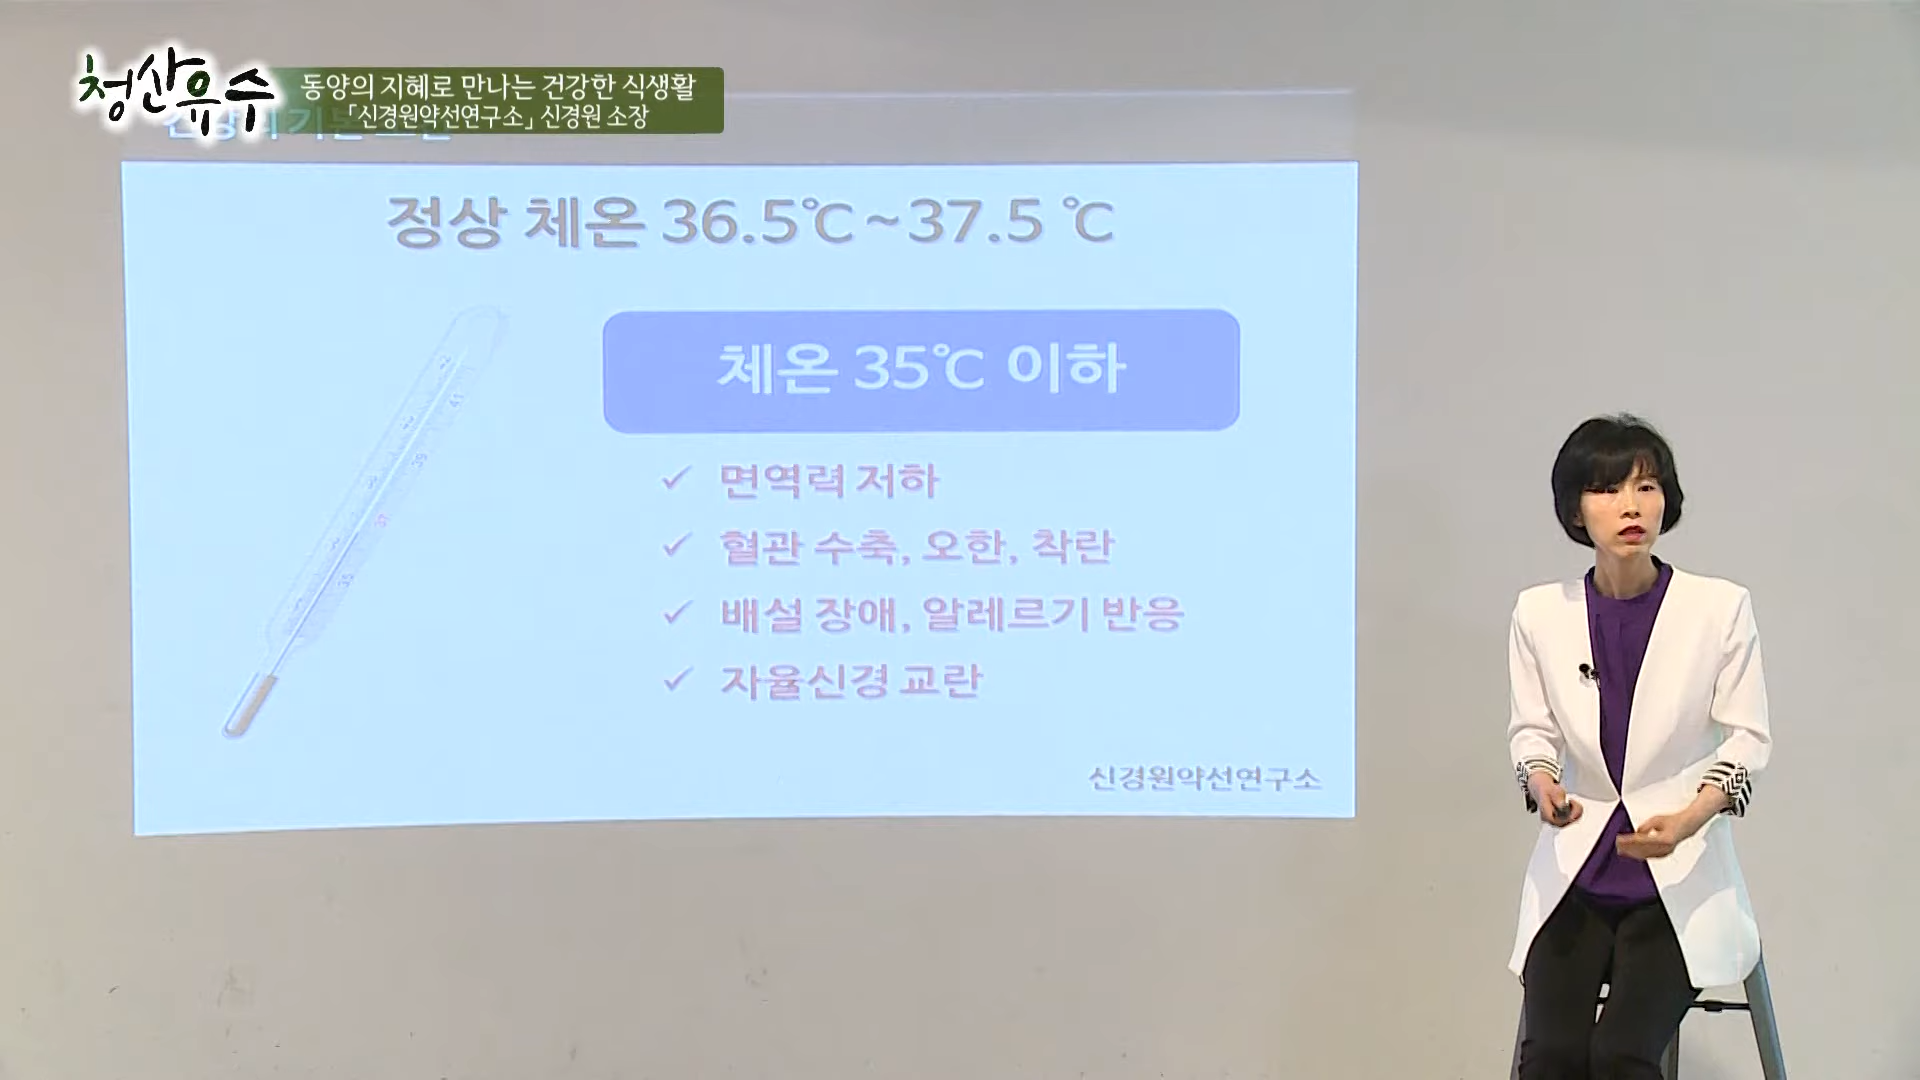 청산유수
동양의 지혜로 만나는 건강한 식생활
「신경원약선연구소」 신경원 소장
정상 체온 36.5℃~37.5 ℃
체온 35℃ 이하
✓ 면역력 저하
✓ 혈관 수축, 오한, 착란
✓ 배설 장애, 알레르기 반응
✓ 자율신경 교란
41
39
37
35
신경원약선연구소